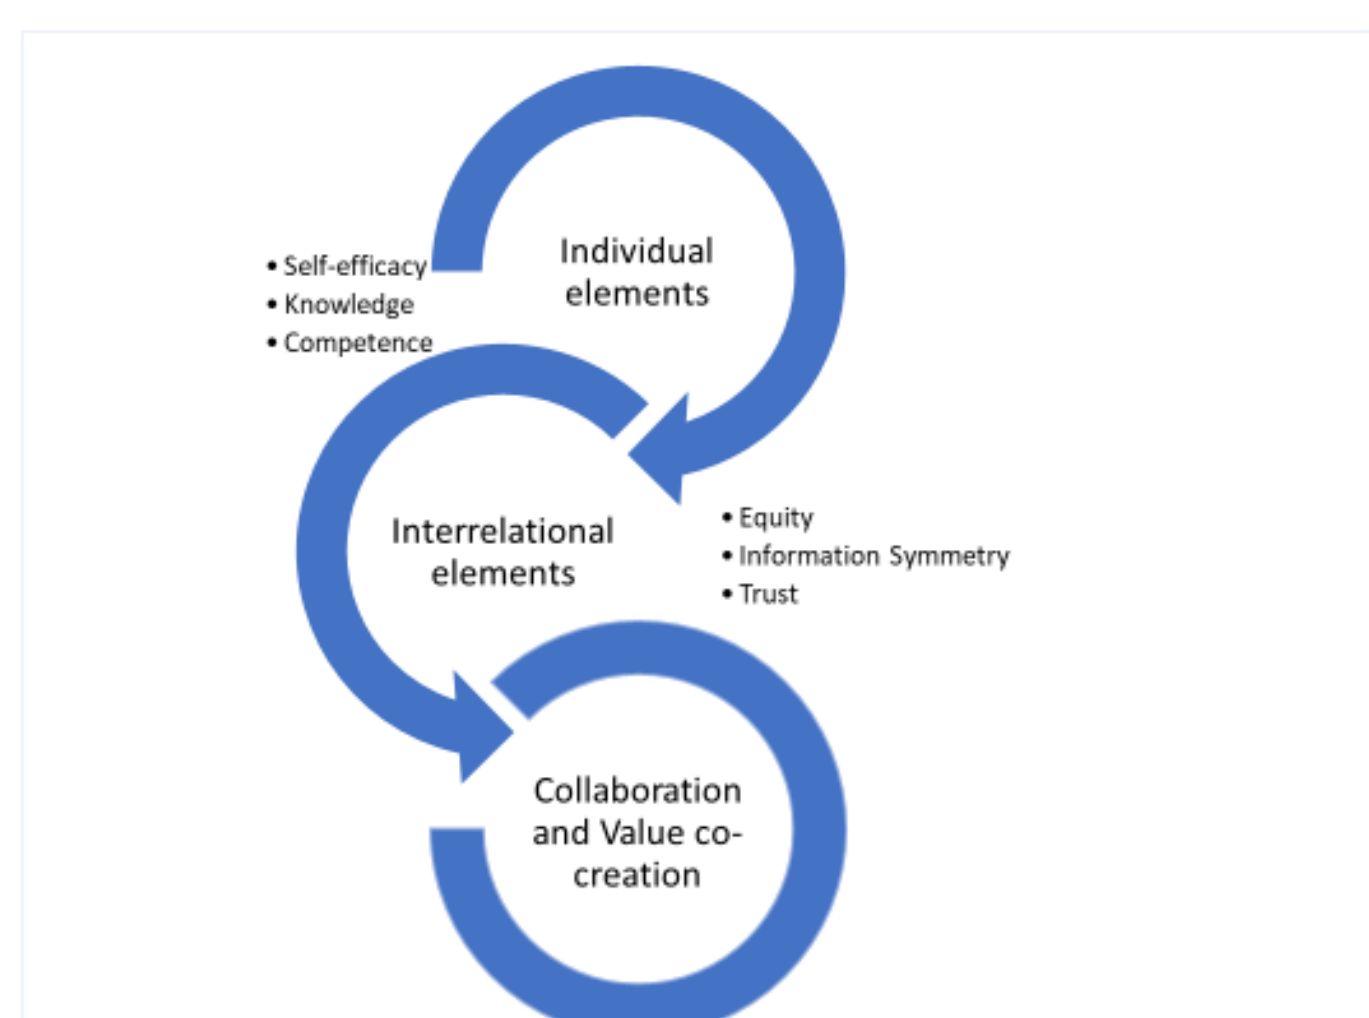 Individual
elements
• Self-efficacy
• Knowledge
• Competence
Interrelational
elements
• Equity
• Information Symmetry
• Trust
Collaboration
and Value co-
creation